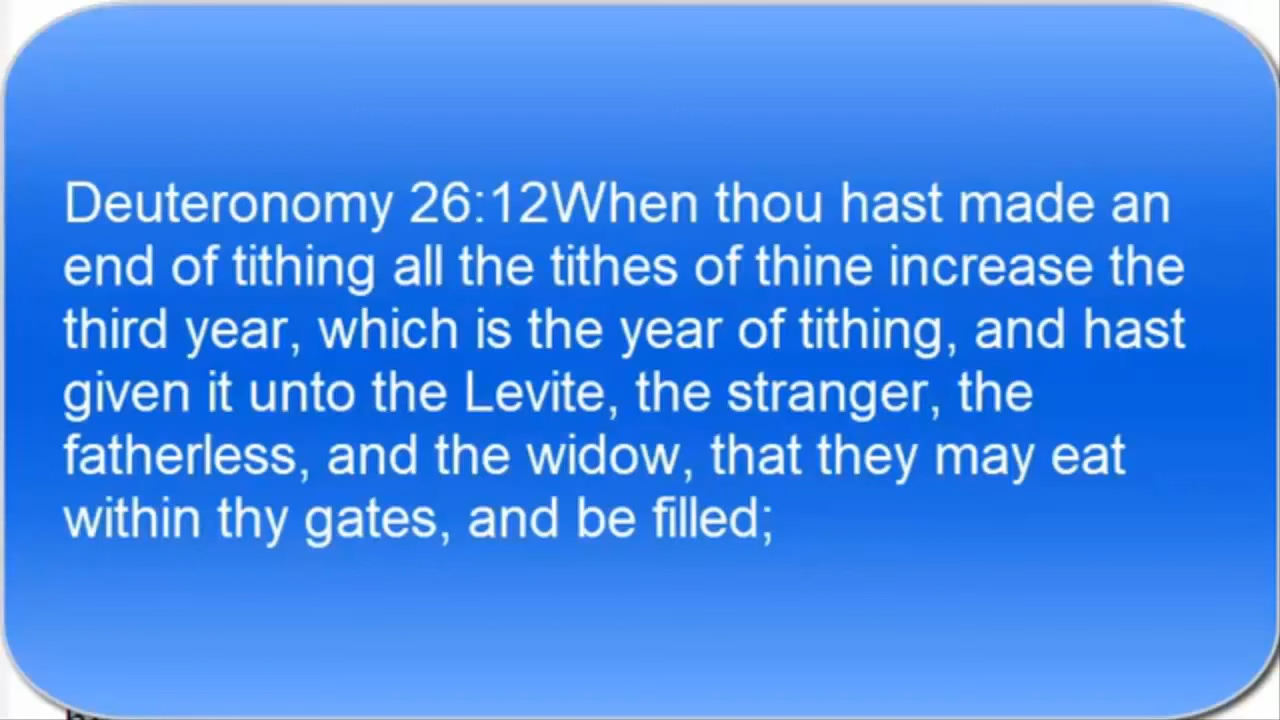 Deuteronomy 26:12When thou hast made an
end of tithing all the tithes of thine increase the
third year, which is the year of tithing, and hast
given it unto the Levite, the stranger, the
fatherless, and the widow, that they may eat
within thy gates, and be filled;